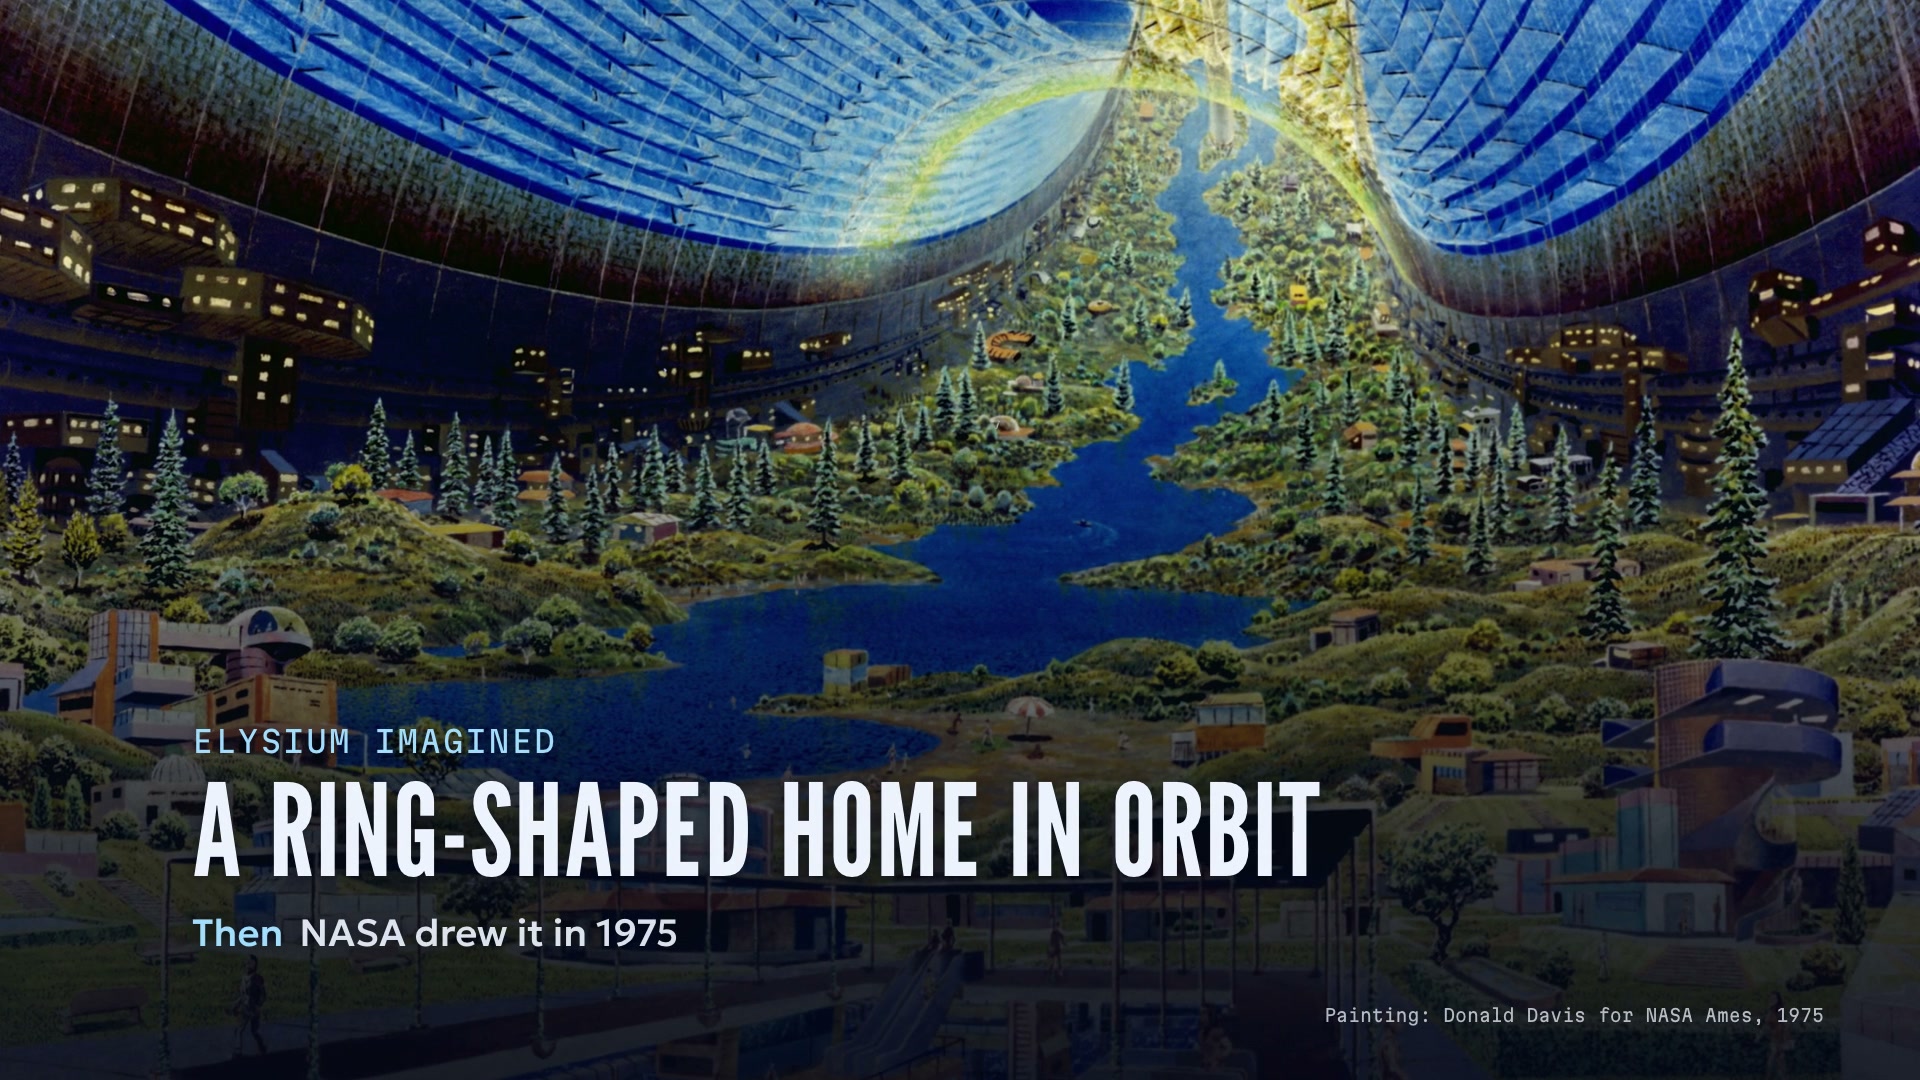 ELYSIUM IMAGINED
A RING-SHAPED HOME IN ORBIT
Then NASA drew it in 1975
Painting: Donald Davis for NASA Ames, 1975